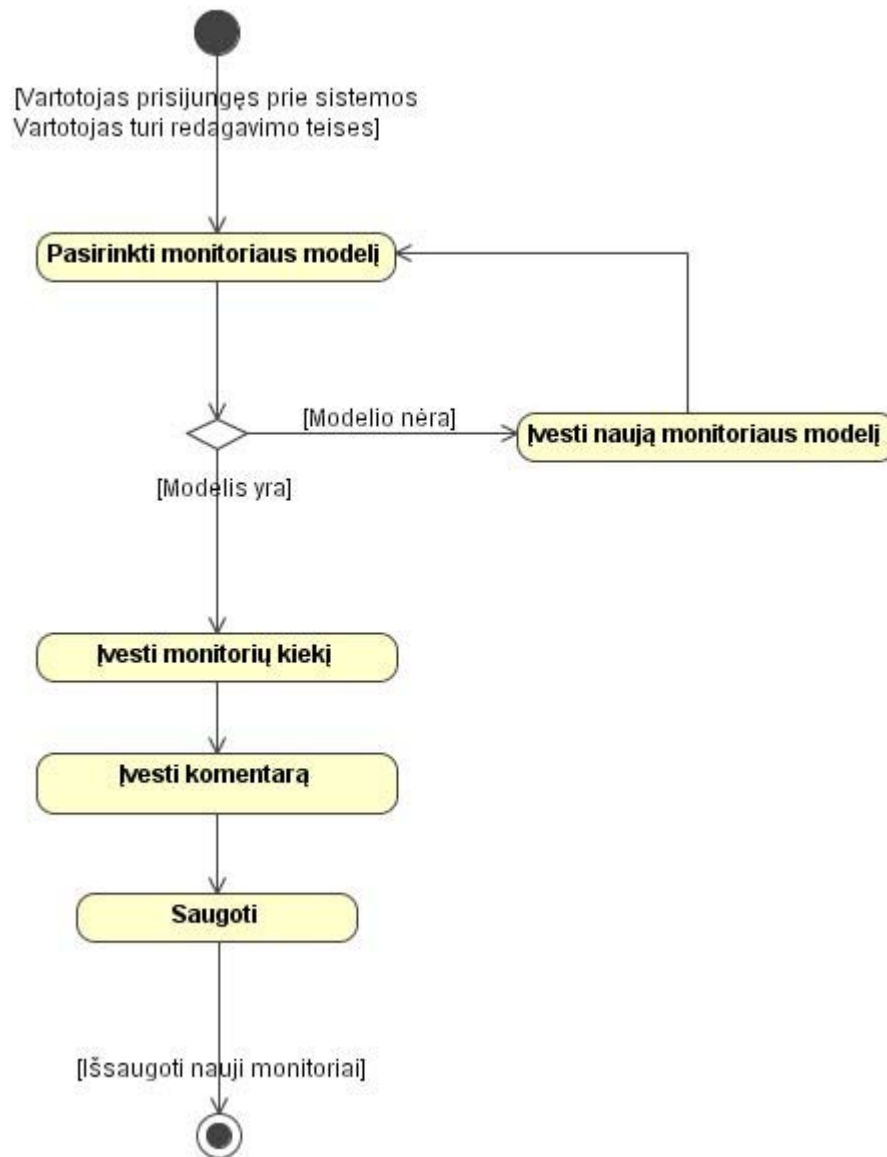 [Vartotojas prisijungęs prie sistemos
Vartotojas turi redagavimo teises]
Pasirinkti monitoriaus modelį
[Modelio nėra]
Įvesti naują monitoriaus modelį
[Modelis yra]
Įvesti monitorių kiekį
Įvesti komentarą
Saugoti
[Išsaugoti nauji monitoriai]